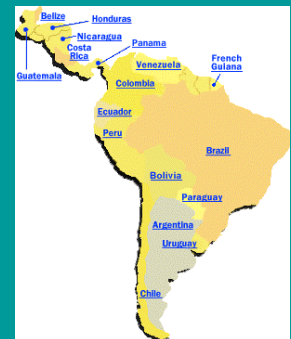 Belize
Honduras
Nicaragua
Costa
Rica
Panama
Guatemala
Venezuela
French
Guiana
Colombia
Ecuador
Peru
Brazil
Bolivia
Paraguay
Argentina
Uruguay
Chile